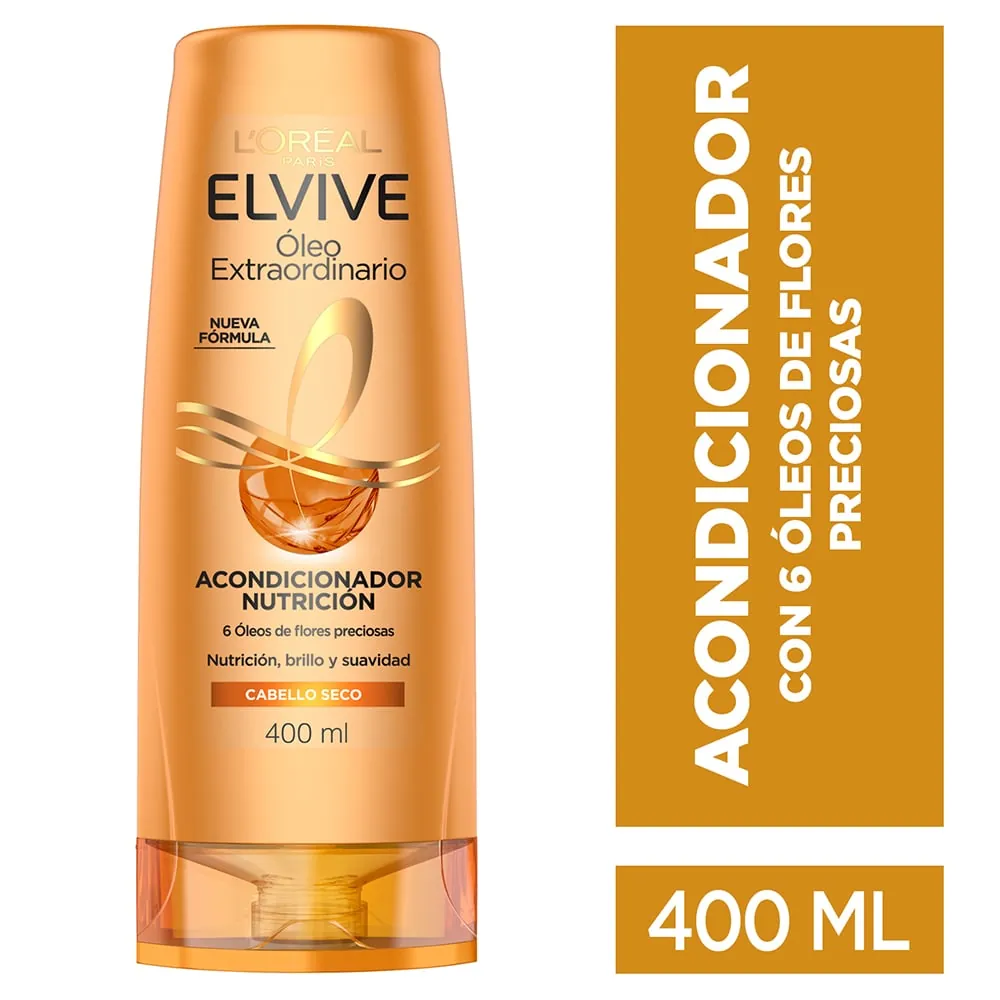 L'ORÉAL
PARIS
ELVIVE
Óleo
Extraordinario
NUEVA
FÓRMULA
ACONDICIONADOR
NUTRICIÓN
6 Óleos de flores preciosas
Nutrición, brillo y suavidad
CABELLO SECO
400 ml
ACONDICIONADOR
CON 6 ÓLEOS DE FLORES
PRECIOSAS
400 ML